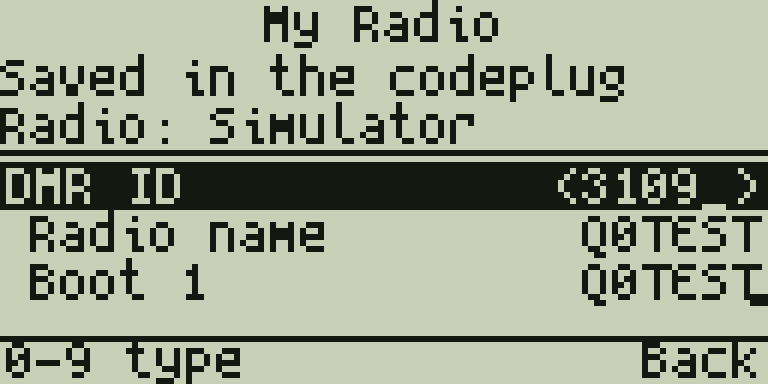 My Radio
Saved in the codeplug
Radio: Simulator
DMR ID <3109_ >
Radio name Q0TEST
Boot 1 Q0TEST
0-9 type Back